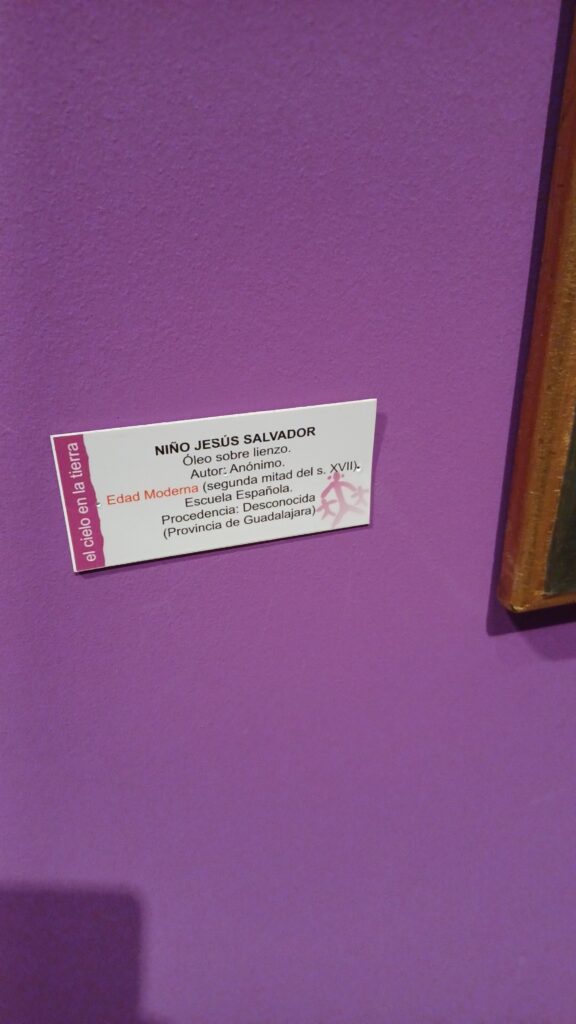 el cielo en la tierra
NIÑO JESÚS SALVADOR
Óleo sobre lienzo.
Autor: Anónimo.
Edad Moderna (segunda mitad del s. XVII).
Escuela Española.
Procedencia: Desconocida
(Provincia de Guadalajara)